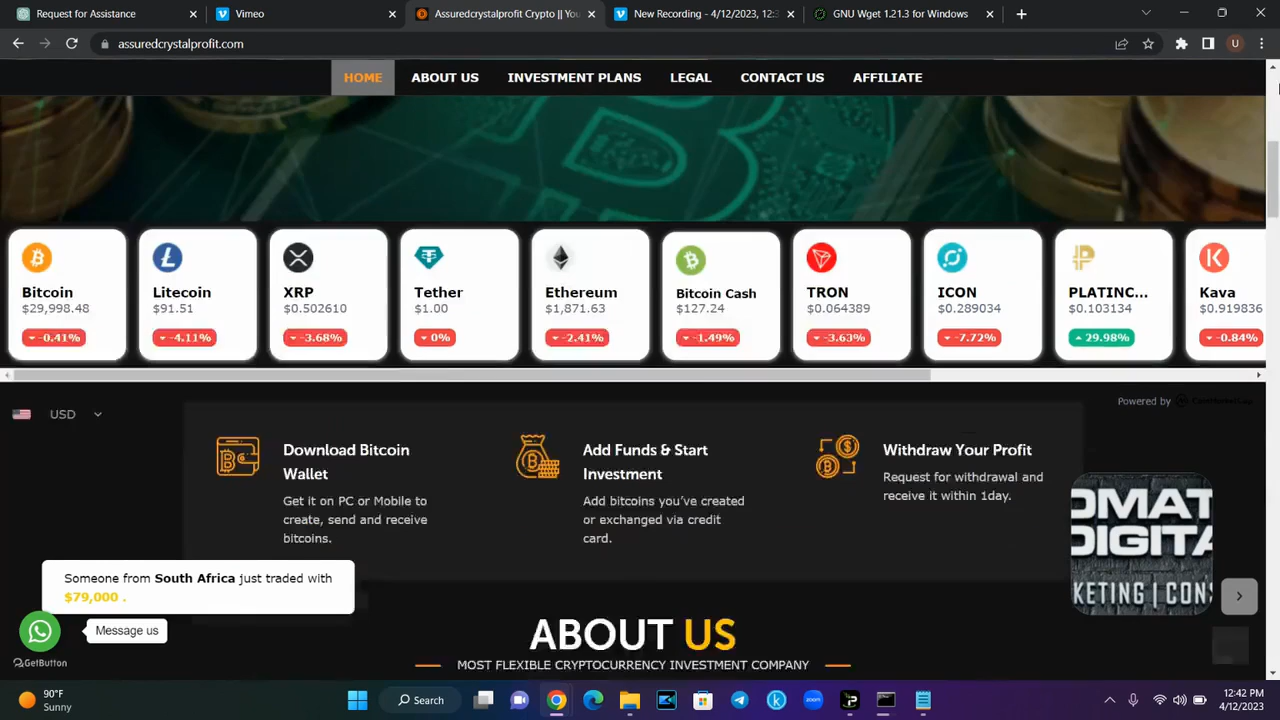 Request for Assistance
Vimeo
Assuredcrystalprofit Crypto || You
New Recording - 4/12/2023, 12:3
GNU Wget 1.21.3 for Windows
assuredcrystalprofit.com
U
HOME
ABOUT US
INVESTMENT PLANS
LEGAL
CONTACT US
AFFILIATE
Bitcoin
$29,998.48
-0.41%
Litecoin
$91.51
-4.11%
XRP
$0.502610
-3.68%
Tether
$1.00
0%
Ethereum
$1,871.63
-2.41%
Bitcoin Cash
$127.24
-1.49%
TRON
$0.064389
-3.63%
ICON
$0.289034
-7.72%
PLATINC...
$0.103134
29.98%
Kava
$0.919836
-0.84%
USD
Powered by CoinMarketCap
Download Bitcoin
Wallet
Get it on PC or Mobile to
create, send and receive
bitcoins.
Add Funds & Start
Investment
Add bitcoins you’ve created
or exchanged via credit
card.
Withdraw Your Profit
Request for withdrawal and
receive it within 1day.
OMAT
DIGITA
KETING | CON
Someone from South Africa just traded with
$79,000 .
Message us
GetButton
ABOUT US
MOST FLEXIBLE CRYPTOCURRENCY INVESTMENT COMPANY
90°F
Sunny
Search
zoom
12:42 PM
4/12/2023